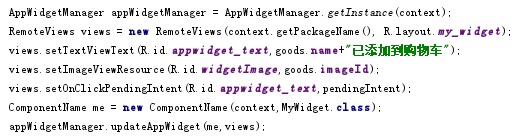 AppWidgetManager appWidgetManager = AppWidgetManager.getInstance(context);
RemoteViews views = new RemoteViews(context.getPackageName(), R.layout.my_widget);
views.setTextViewText(R.id.appwidget_text,goods.name+"已添加到购物车");
views.setImageViewResource(R.id.widgetImage,goods.imageId);
views.setOnClickPendingIntent(R.id.appwidget_text,pendingIntent);
ComponentName me = new ComponentName(context,MyWidget.class);
appWidgetManager.updateAppWidget(me,views);